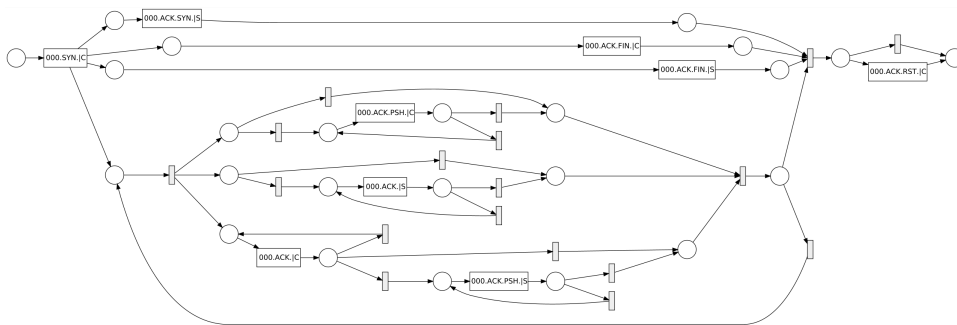 000.ACK.SYN.|S
000.SYN.|C
000.ACK.FIN.|C
000.ACK.FIN.|S
000.ACK.RST.|C
000.ACK.PSH.|C
000.ACK.|S
000.ACK.|C
000.ACK.PSH.|S